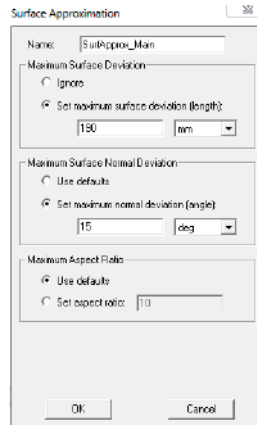 Surface Approximation
Name: SurfApprox_Main
Maximum Surface Deviation
Ignore
Set maximum surface deviation (length):
190 mm
Maximum Surface Normal Deviation
Use defaults
Set maximum normal deviation (angle):
15 deg
Maximum Aspect Ratio
Use defaults
Set aspect ratio: 10
OK Cancel